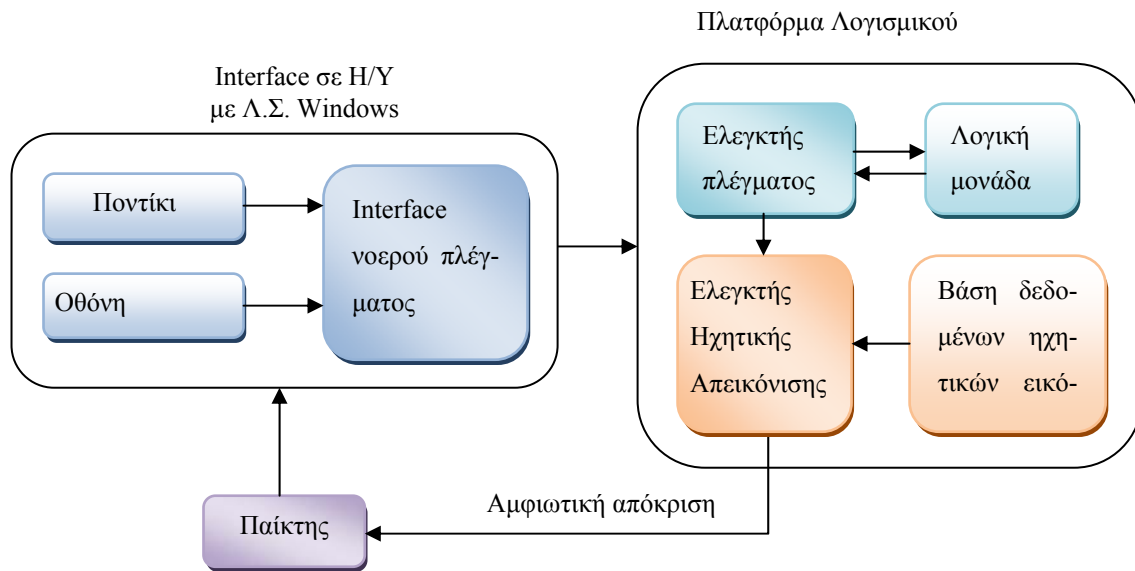 Πλατφόρμα Λογισμικού
Interface σε Η/Υ
με Λ.Σ. Windows
Ποντίκι
Οθόνη
Interface
νοερού πλέγ-
ματος
Ελεγκτής
πλέγματος
Λογική
μονάδα
Ελεγκτής
Ηχητικής
Απεικόνισης
Βάση δεδο-
μένων ηχη-
τικών εικό-
Αμφιωτική απόκριση
Παίκτης